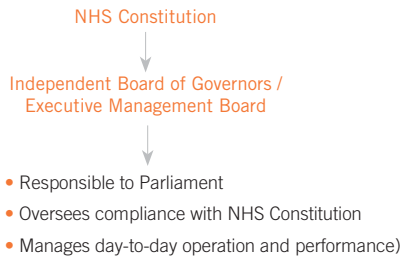 NHS Constitution
Independent Board of Governors /
Executive Management Board
• Responsible to Parliament
• Oversees compliance with NHS Constitution
• Manages day-to-day operation and performance)